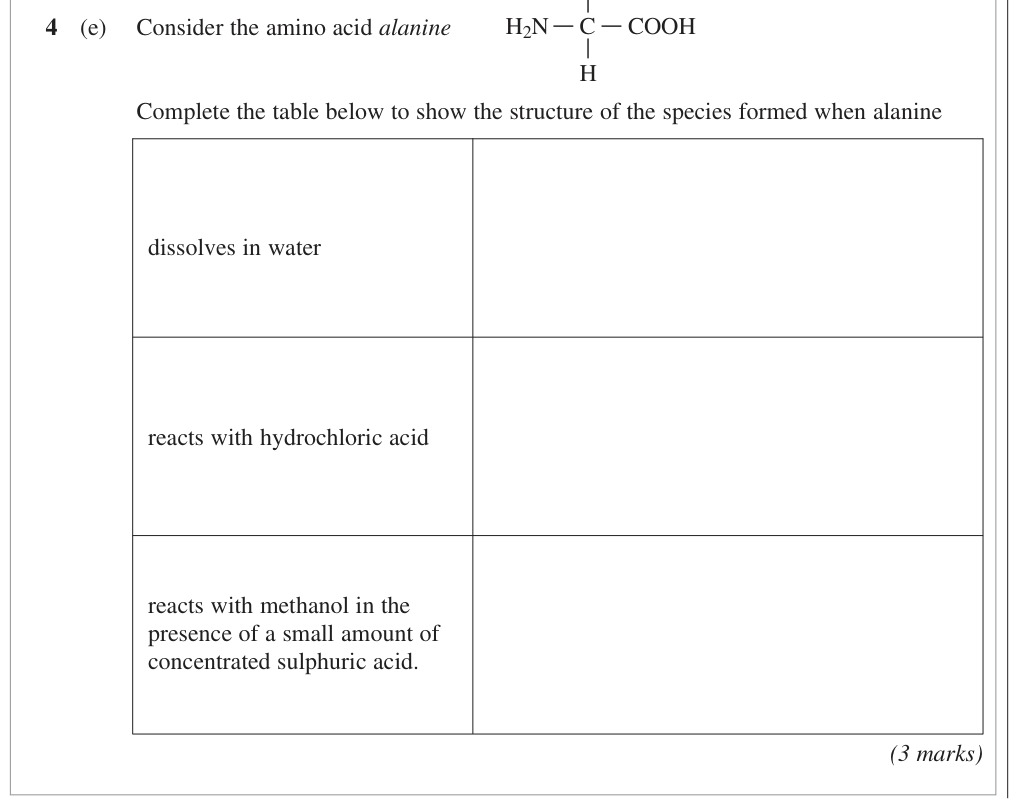 4 (e) Consider the amino acid alanine H₂N — C — COOH
H
Complete the table below to show the structure of the species formed when alanine
dissolves in water
reacts with hydrochloric acid
reacts with methanol in the
presence of a small amount of
concentrated sulphuric acid.
(3 marks)